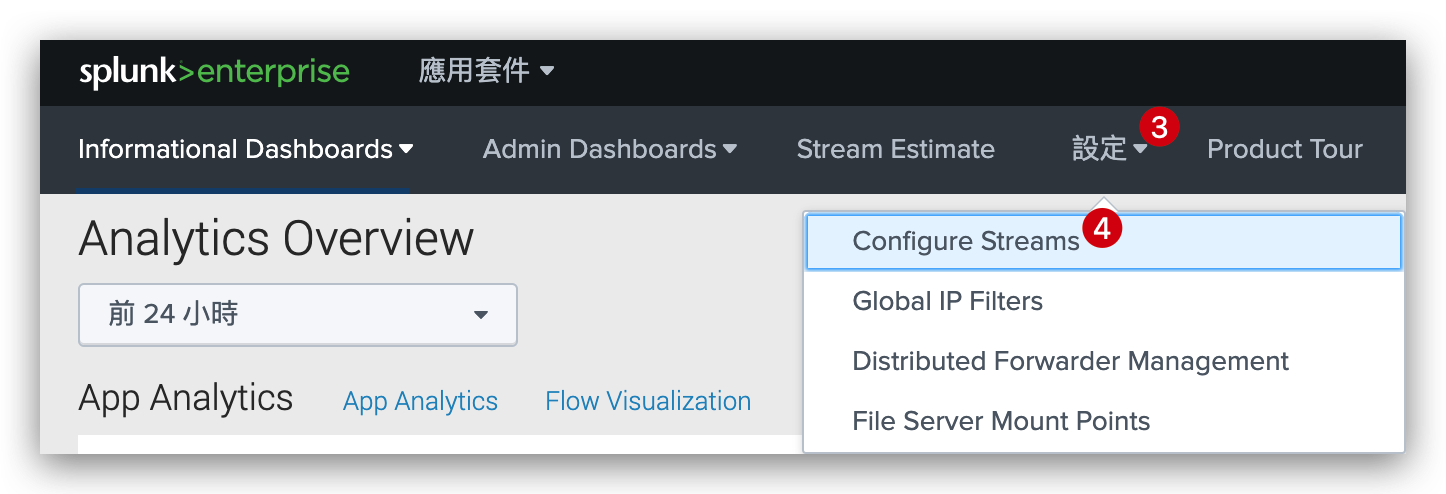 splunk>enterprise 應用套件
Informational Dashboards Admin Dashboards Stream Estimate 設定 3 Product Tour
Analytics Overview
Configure Streams 4
前 24 小時
Global IP Filters
Distributed Forwarder Management
App Analytics App Analytics Flow Visualization
File Server Mount Points